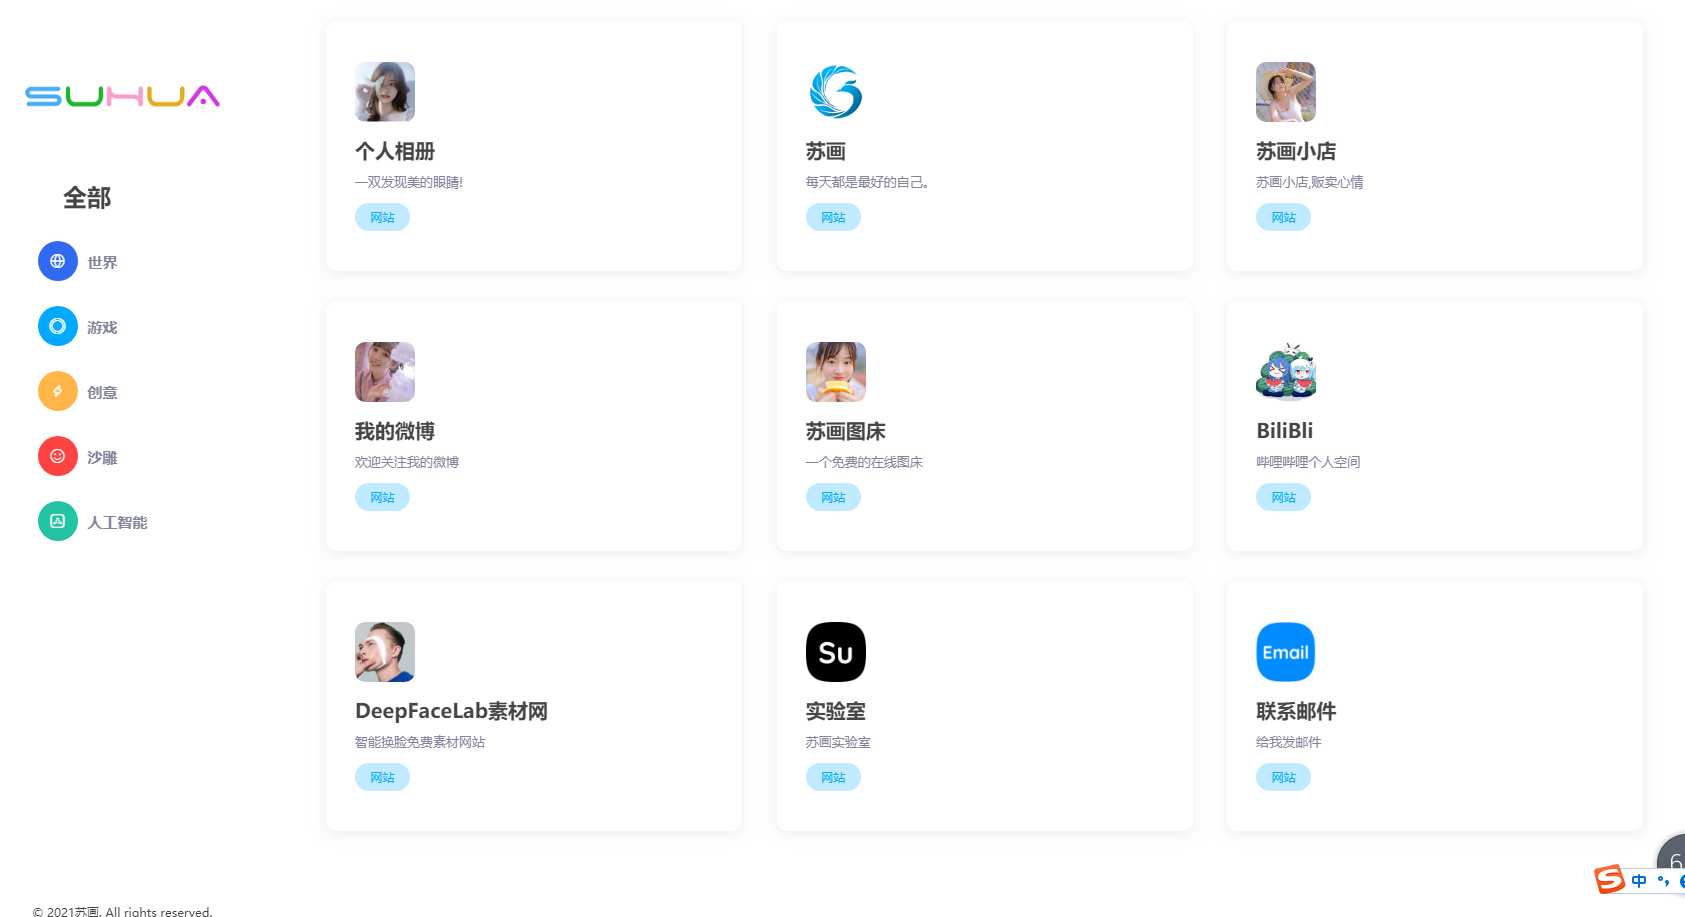 SUHUA
全部
世界
游戏
创意
沙雕
人工智能
个人相册
一双发现美的眼睛!
网站
苏画
每天都是最好的自己。
网站
苏画小店
苏画小店,贩卖心情
网站
我的微博
欢迎关注我的微博
网站
苏画图床
一个免费的在线图床
网站
BiliBli
哔哩哔哩个人空间
网站
DeepFaceLab素材网
智能换脸免费素材网站
网站
Su
实验室
苏画实验室
网站
Email
联系邮件
给我发邮件
网站
6
S 中 °,
© 2021苏画. All rights reserved.